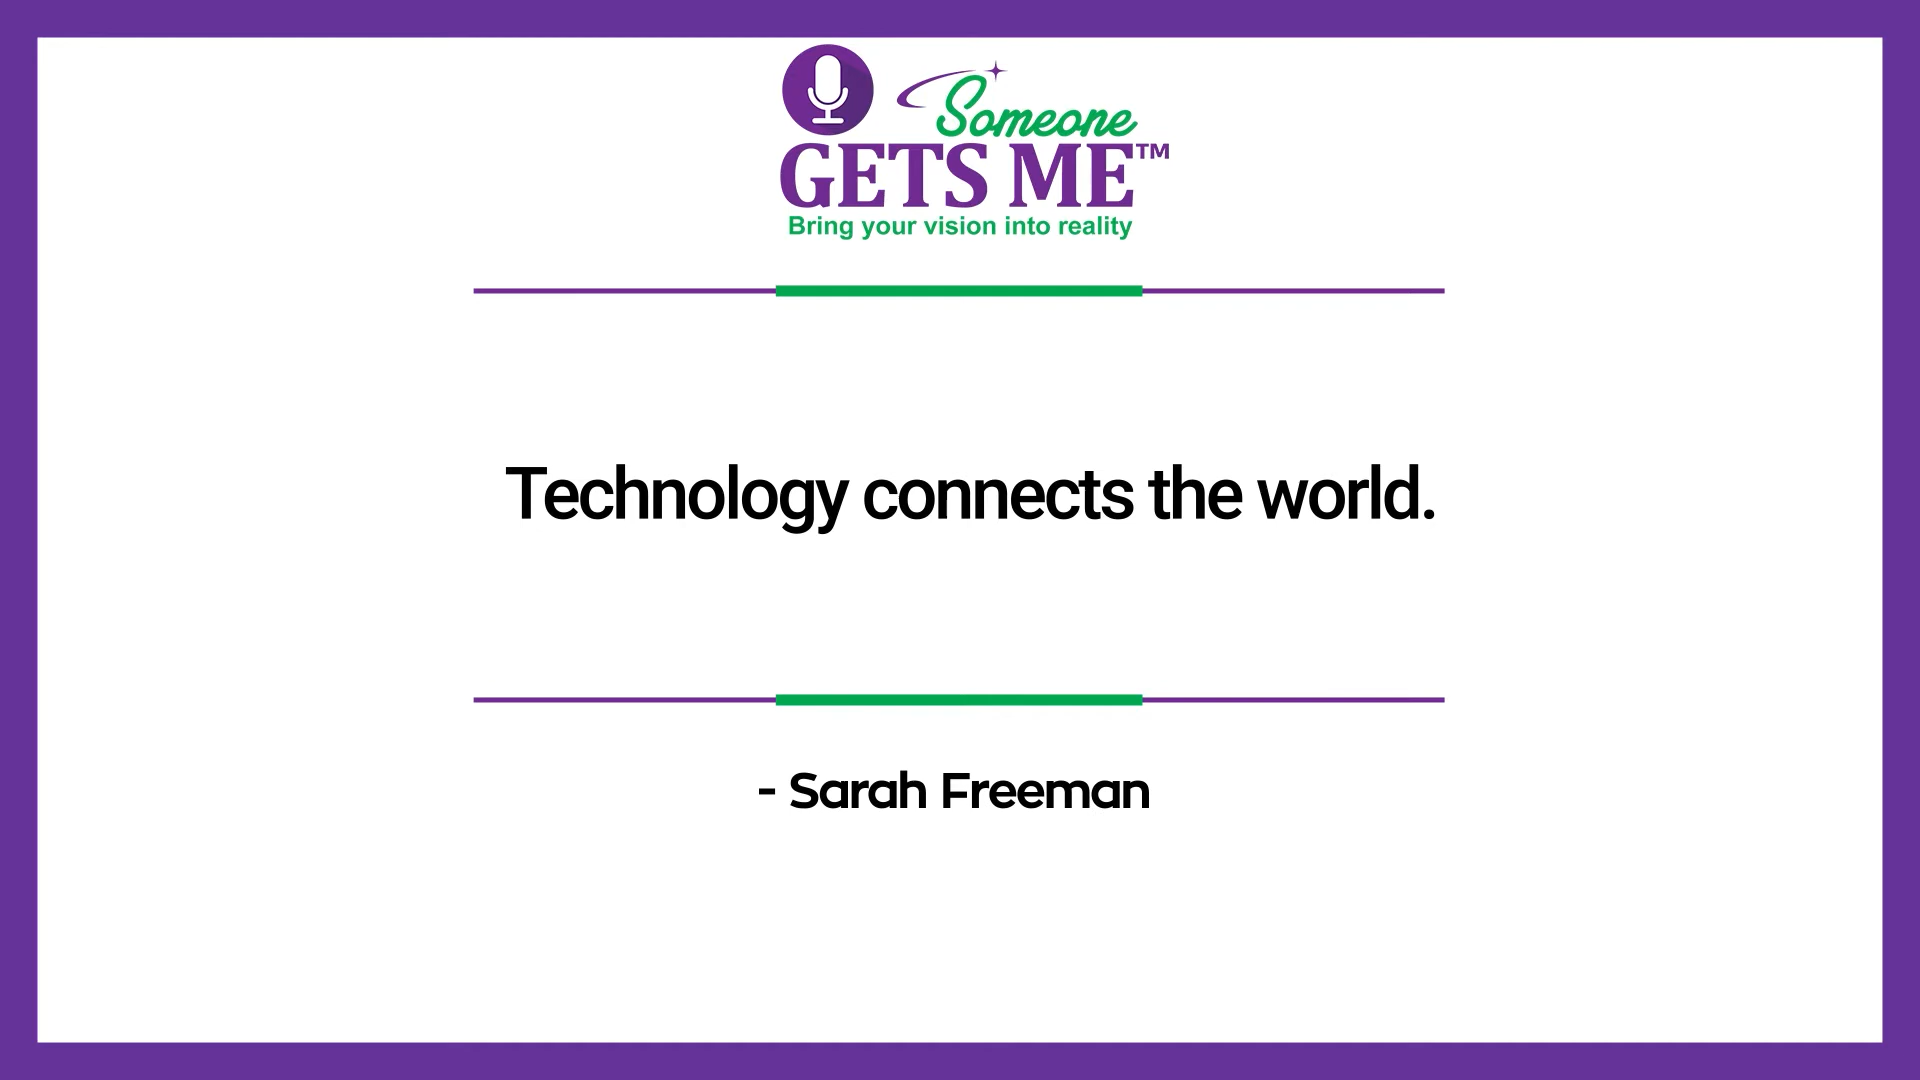 Someone
GETS ME™
Bring your vision into reality
Technology connects the world.
- Sarah Freeman